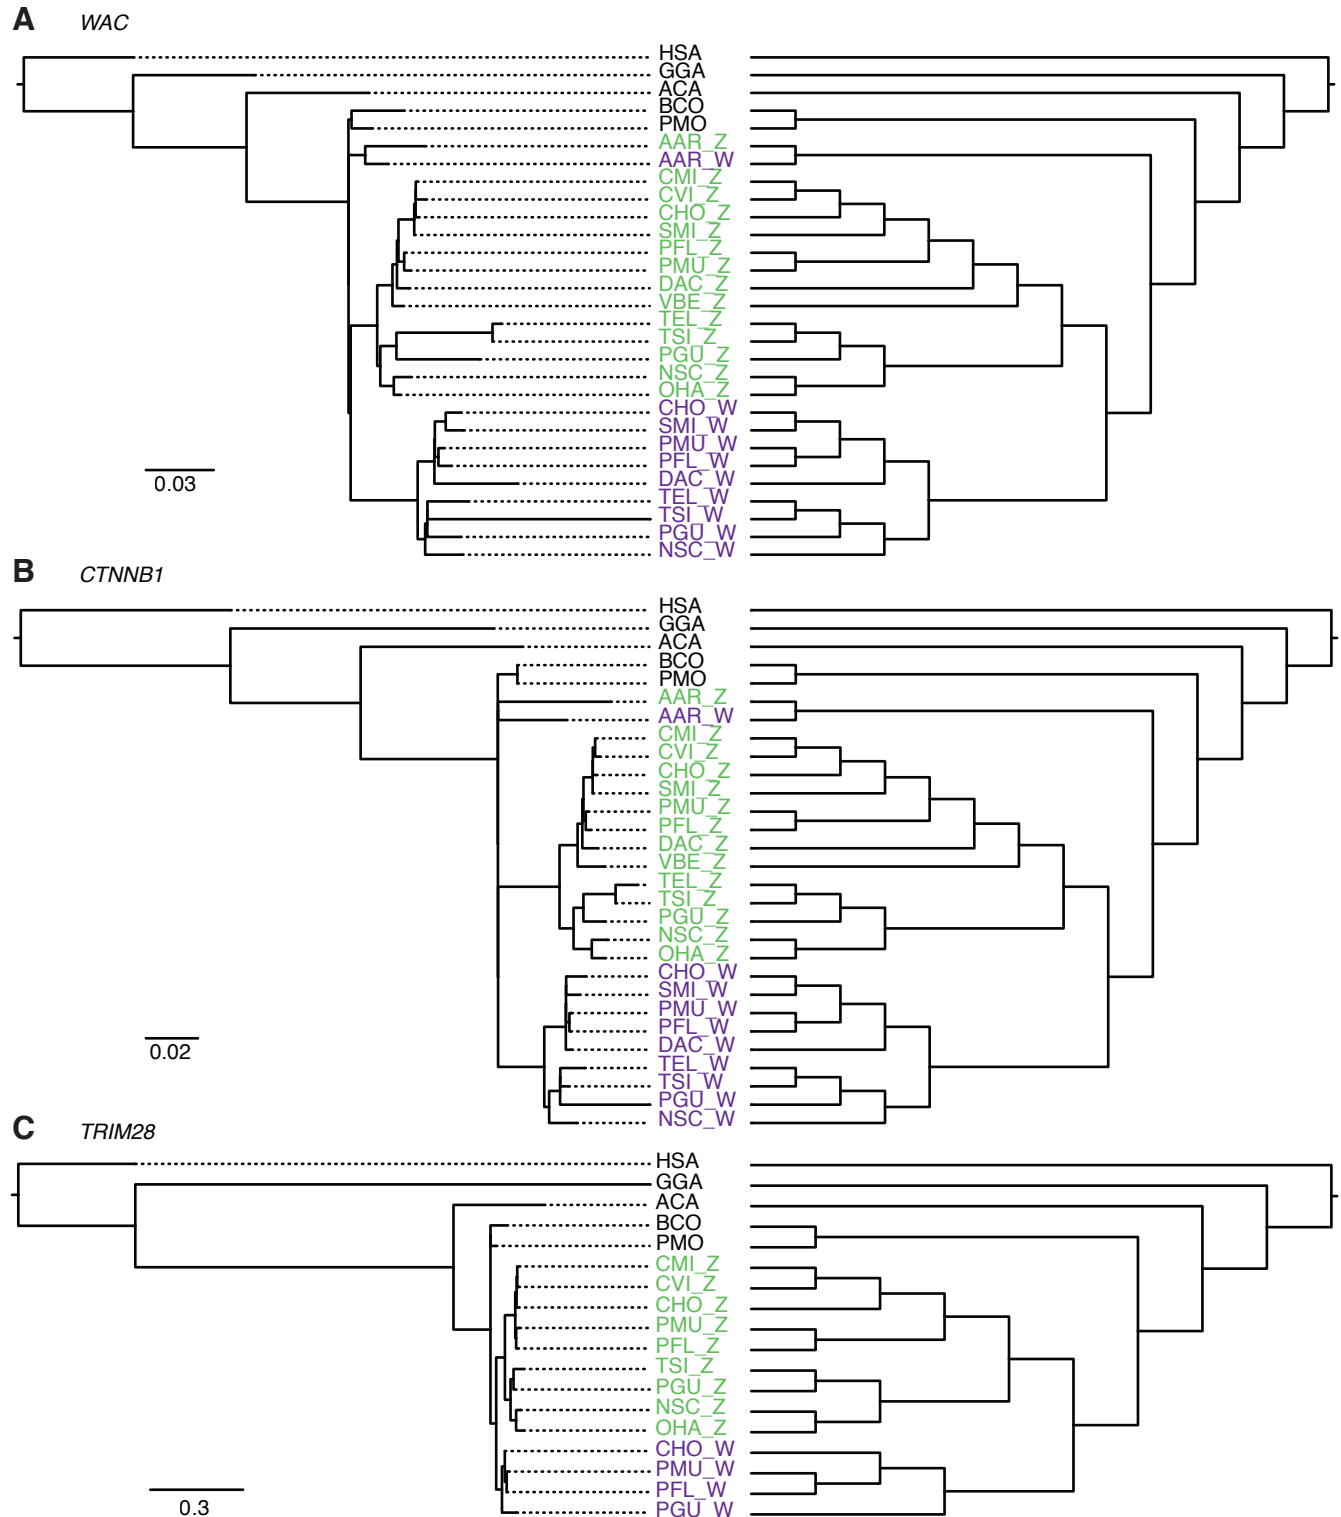 A WAC
HSA
GGA
ACA
BCO
PMO
AAR_Z
AAR_W
CMI_Z
CVI_Z
CHO_Z
SMI_Z
PFL_Z
PMU_Z
DAC_Z
VBE_Z
TEL_Z
TSI_Z
PGU_Z
NSC_Z
OHA_Z
CHO_W
SMI_W
PMU_W
PFL_W
DAC_W
TEL_W
TSI_W
PGU_W
NSC_W
0.03
B CTNNB1
HSA
GGA
ACA
BCO
PMO
AAR_Z
AAR_W
CMI_Z
CVI_Z
CHO_Z
SMI_Z
PMU_Z
PFL_Z
DAC_Z
VBE_Z
TEL_Z
TSI_Z
PGU_Z
NSC_Z
OHA_Z
CHO_W
SMI_W
PMU_W
PFL_W
DAC_W
TEL_W
TSI_W
PGU_W
NSC_W
0.02
C TRIM28
HSA
GGA
ACA
BCO
PMO
CMI_Z
CVI_Z
CHO_Z
PMU_Z
PFL_Z
TSI_Z
PGU_Z
NSC_Z
OHA_Z
CHO_W
PMU_W
PFL_W
PGU_W
0.3